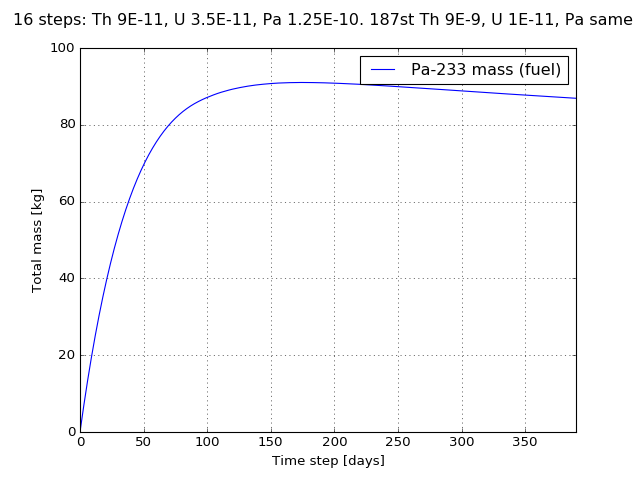 16 steps: Th 9E-11, U 3.5E-11, Pa 1.25E-10. 187st Th 9E-9, U 1E-11, Pa same
Pa-233 mass (fuel)
Total mass [kg]
100
80
60
40
20
0
0 50 100 150 200 250 300 350
Time step [days]